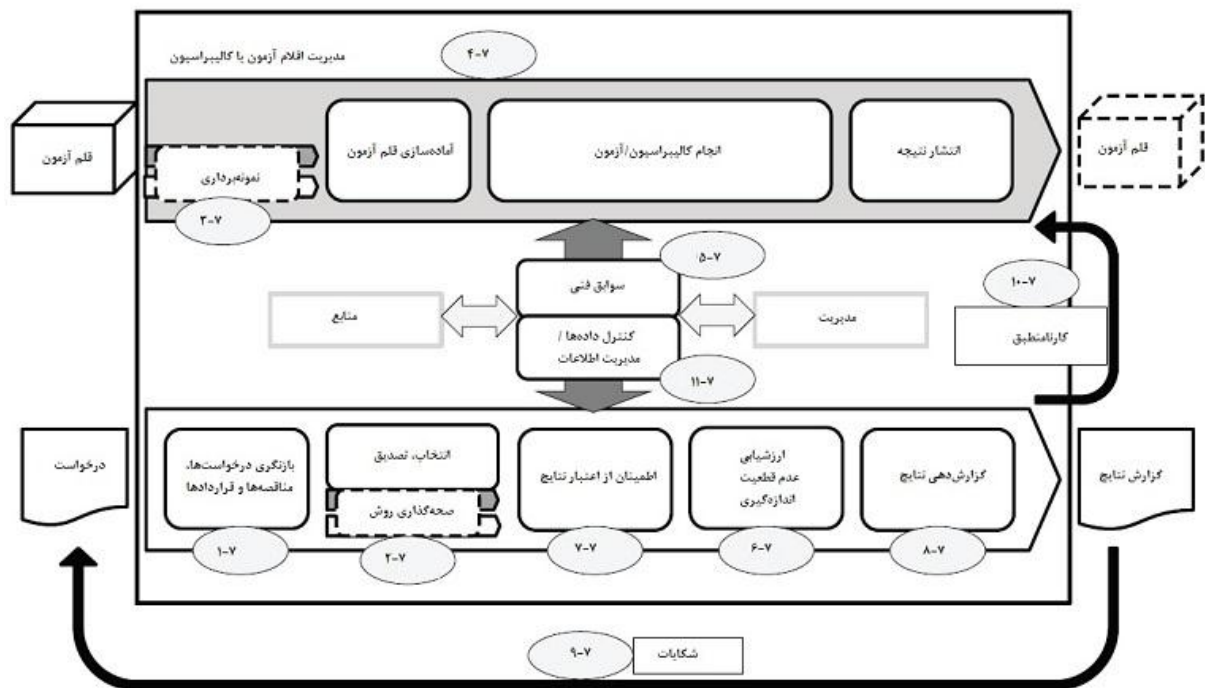 مدیریت اقلام آزمون یا کالیبراسیون
۴-۷
قلم آزمون
نمونه‌برداری
۳-۷
آماده‌سازی قلم آزمون
انجام کالیبراسیون/آزمون
انتشار نتیجه
قلم آزمون
۵-۷
سوابق فنی
منابع
مدیریت
کنترل داده‌ها /
مدیریت اطلاعات
۱۱-۷
۱۰-۷
کارنامنطبق
درخواست
بازنگری درخواست‌ها،
مناقصه‌ها و قراردادها
۱-۷
انتخاب، تصدیق
صحه‌گذاری روش
۲-۷
اطمینان از اعتبار نتایج
۷-۷
ارزشیابی
عدم قطعیت
اندازه‌گیری
۶-۷
گزارش‌دهی نتایج
۸-۷
گزارش نتایج
شکایات
۹-۷